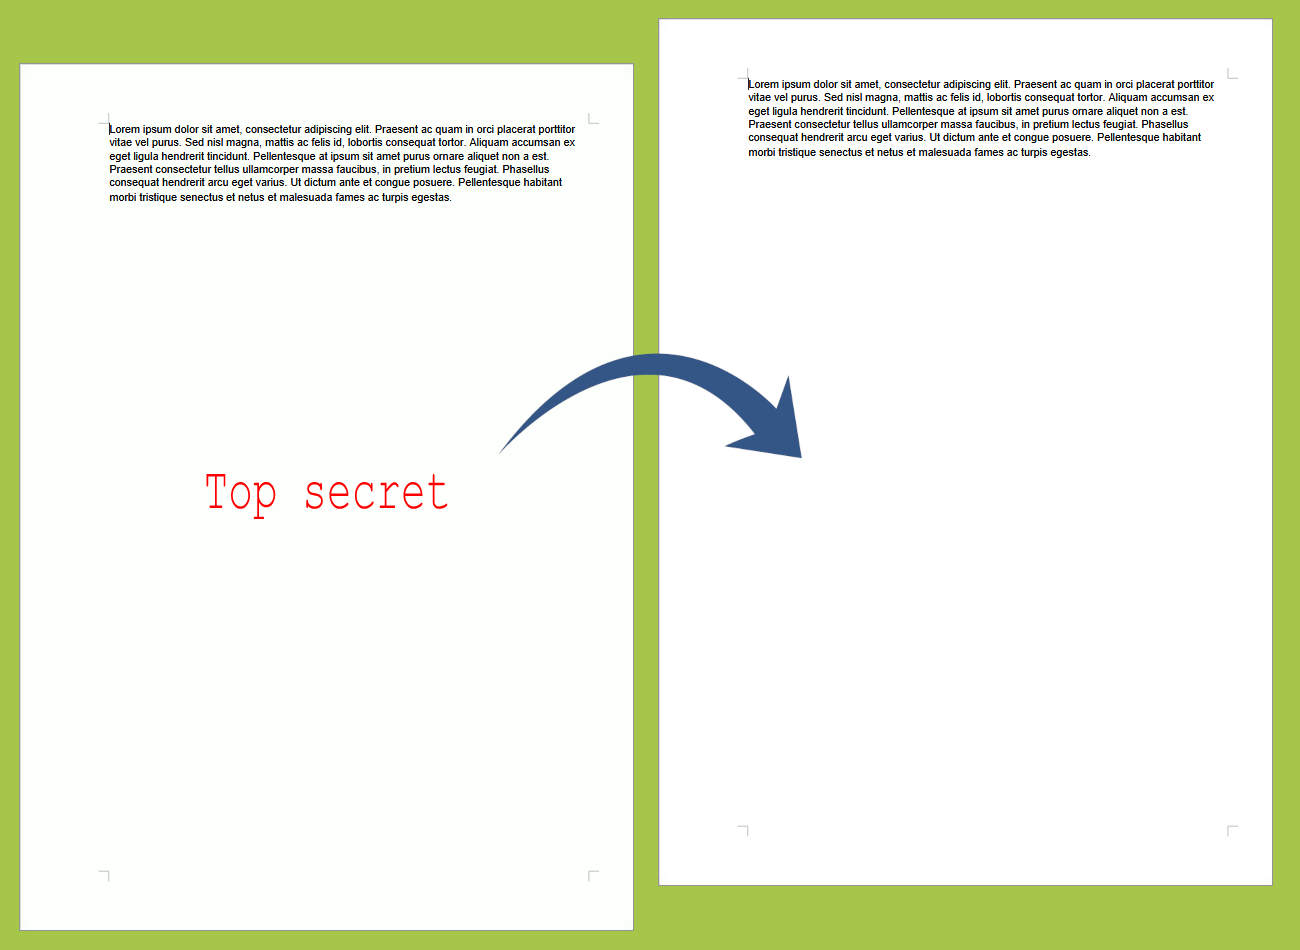 Lorem ipsum dolor sit amet, consectetur adipiscing elit. Praesent ac quam in orci placerat porttitor
vitae vel purus. Sed nisl magna, mattis ac felis id, lobortis consequat tortor. Aliquam accumsan ex
eget ligula hendrerit tincidunt. Pellentesque at ipsum sit amet purus ornare aliquet non a est.
Praesent consectetur tellus ullamcorper massa faucibus, in pretium lectus feugiat. Phasellus
consequat hendrerit arcu eget varius. Ut dictum ante et congue posuere. Pellentesque habitant
morbi tristique senectus et netus et malesuada fames ac turpis egestas.
Top secret
Lorem ipsum dolor sit amet, consectetur adipiscing elit. Praesent ac quam in orci placerat porttitor
vitae vel purus. Sed nisl magna, mattis ac felis id, lobortis consequat tortor. Aliquam accumsan ex
eget ligula hendrerit tincidunt. Pellentesque at ipsum sit amet purus ornare aliquet non a est.
Praesent consectetur tellus ullamcorper massa faucibus, in pretium lectus feugiat. Phasellus
consequat hendrerit arcu eget varius. Ut dictum ante et congue posuere. Pellentesque habitant
morbi tristique senectus et netus et malesuada fames ac turpis egestas.